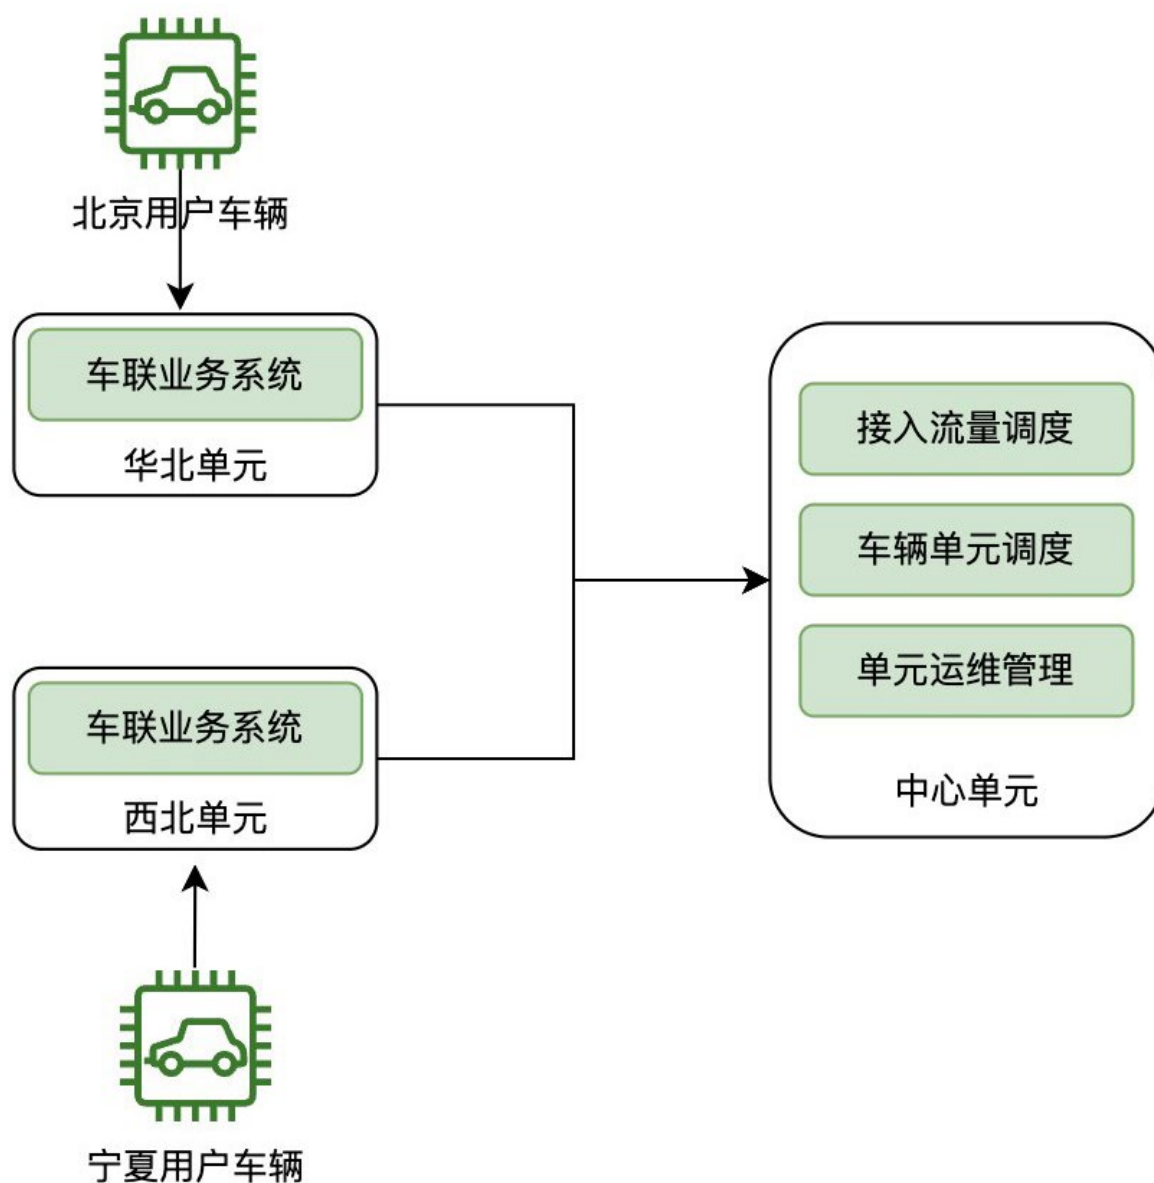 北京用户车辆
车联业务系统
华北单元
接入流量调度
车辆单元调度
单元运维管理
中心单元
车联业务系统
西北单元
宁夏用户车辆